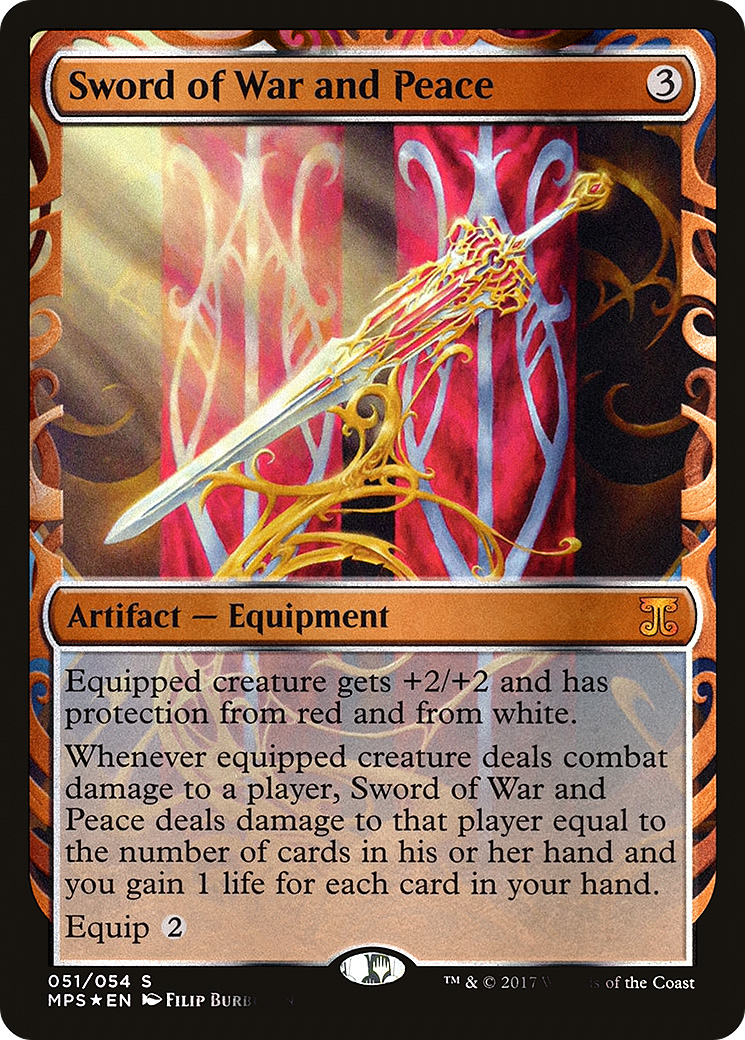 Sword of War and Peace 3
Artifact — Equipment
Equipped creature gets +2/+2 and has
protection from red and from white.
Whenever equipped creature deals combat
damage to a player, Sword of War and
Peace deals damage to that player equal to
the number of cards in his or her hand and
you gain 1 life for each card in your hand.
Equip 2
051/054 S
MPS★EN Filip
™ & © 2017 of the Coast